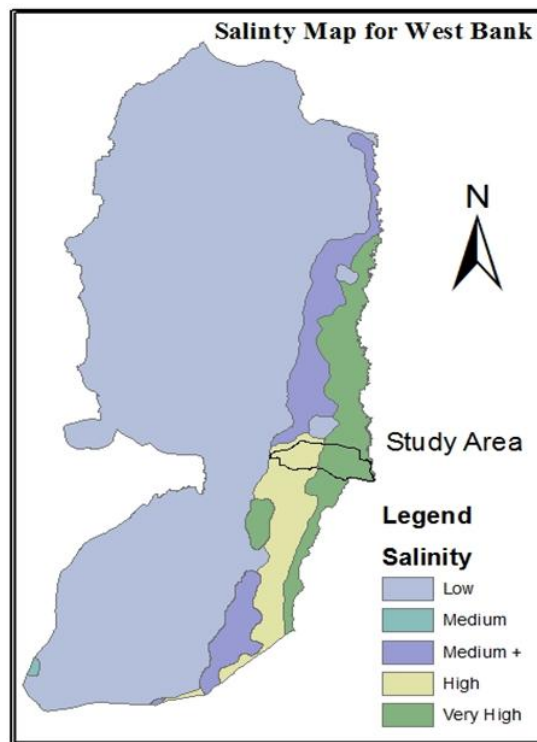 Salinty Map for West Bank
N
Study Area
Legend
Salinity
Low
Medium
Medium +
High
Very High